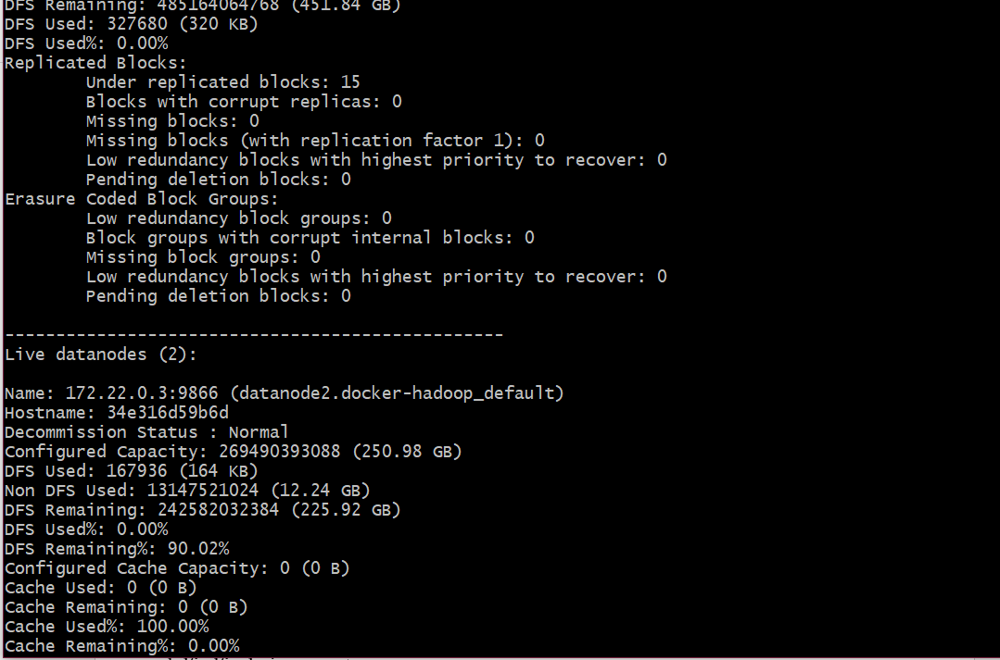 DFS Remaining: 485164064768 (451.84 GB)
DFS Used: 327680 (320 KB)
DFS Used%: 0.00%
Replicated Blocks:
Under replicated blocks: 15
Blocks with corrupt replicas: 0
Missing blocks: 0
Missing blocks (with replication factor 1): 0
Low redundancy blocks with highest priority to recover: 0
Pending deletion blocks: 0
Erasure Coded Block Groups:
Low redundancy block groups: 0
Block groups with corrupt internal blocks: 0
Missing block groups: 0
Low redundancy blocks with highest priority to recover: 0
Pending deletion blocks: 0
-------------------------------------------------
Live datanodes (2):
Name: 172.22.0.3:9866 (datanode2.docker-hadoop_default)
Hostname: 34e316d59b6d
Decommission Status : Normal
Configured Capacity: 269490393088 (250.98 GB)
DFS Used: 167936 (164 KB)
Non DFS Used: 13147521024 (12.24 GB)
DFS Remaining: 242582032384 (225.92 GB)
DFS Used%: 0.00%
DFS Remaining%: 90.02%
Configured Cache Capacity: 0 (0 B)
Cache Used: 0 (0 B)
Cache Remaining: 0 (0 B)
Cache Used%: 100.00%
Cache Remaining%: 0.00%